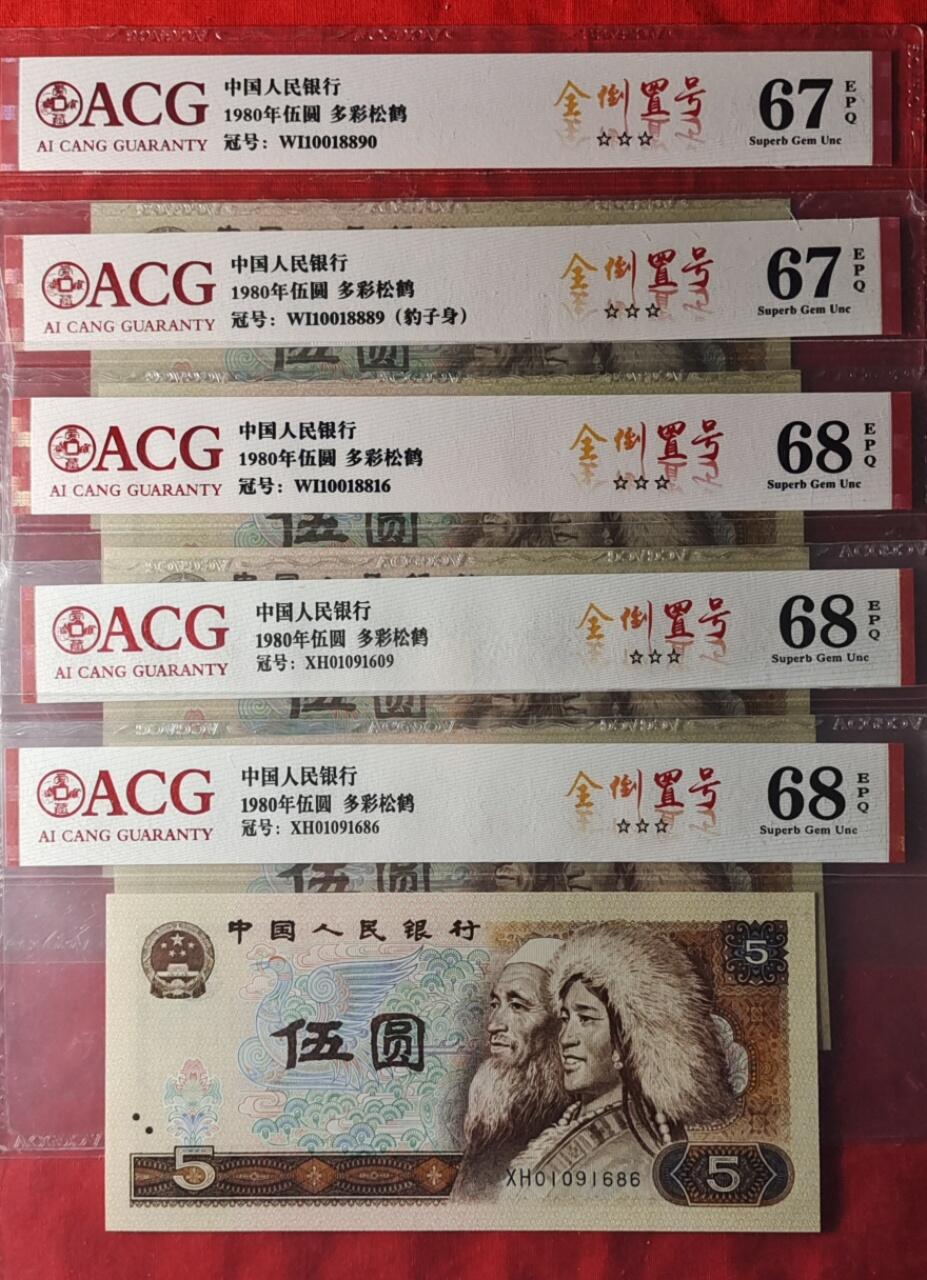 ACG
AI CANG GUARANTY
中国人民银行
1980年伍圆 多彩松鹤
冠号：WI10018890
金倒置号
☆☆☆
67
EPQ
Superb Gem Unc
ACG
AI CANG GUARANTY
中国人民银行
1980年伍圆 多彩松鹤
冠号：WI10018889（豹子身）
金倒置号
☆☆☆
67
EPQ
Superb Gem Unc
伍圆
ACG
AI CANG GUARANTY
中国人民银行
1980年伍圆 多彩松鹤
冠号：WI10018816
金倒置号
☆☆☆
68
EPQ
Superb Gem Unc
伍圆
ACG
AI CANG GUARANTY
中国人民银行
1980年伍圆 多彩松鹤
冠号：XH01091609
金倒置号
☆☆☆
68
EPQ
Superb Gem Unc
伍圆
ACG
AI CANG GUARANTY
中国人民银行
1980年伍圆 多彩松鹤
冠号：XH01091686
金倒置号
☆☆☆
68
EPQ
Superb Gem Unc
伍圆
中国人民银行
5
伍圆
5
XH01091686
5